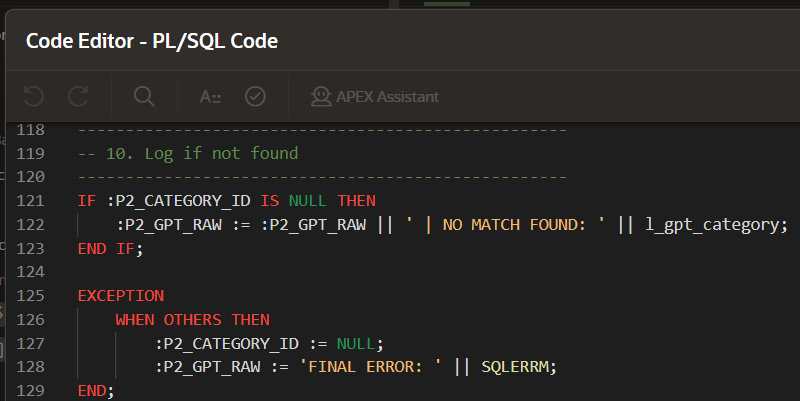 Code Editor - PL/SQL Code
APEX Assistant
118 ---------------------------------------------------
119 -- 10. Log if not found
120 ---------------------------------------------------
121 IF :P2_CATEGORY_ID IS NULL THEN
122     :P2_GPT_RAW := :P2_GPT_RAW || ' | NO MATCH FOUND: ' || l_gpt_category;
123 END IF;
124
125 EXCEPTION
126     WHEN OTHERS THEN
127         :P2_CATEGORY_ID := NULL;
128         :P2_GPT_RAW := 'FINAL ERROR: ' || SQLERRM;
129 END;